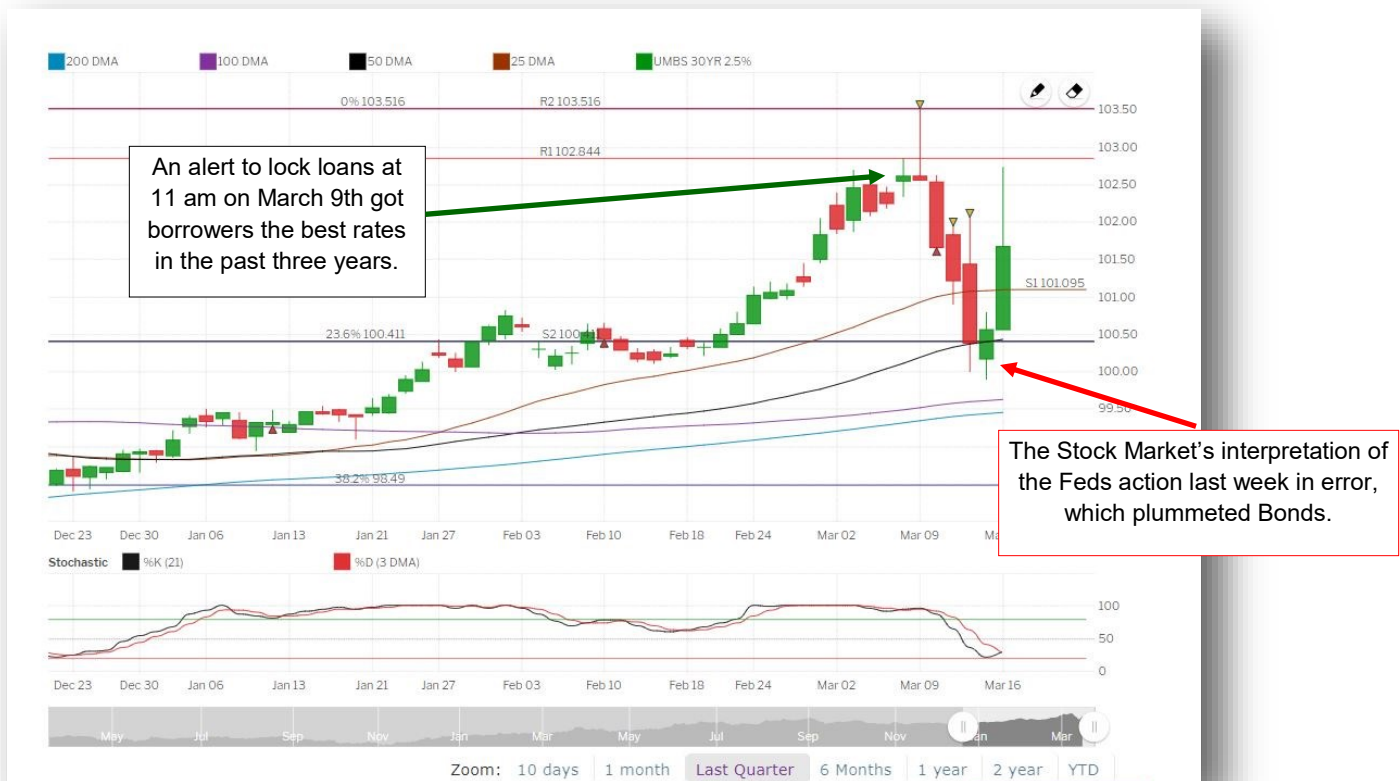 200 DMA 100 DMA 50 DMA 25 DMA UMBS 30YR 2.5%
0% 103.516 R2 103.516
103.50
103.00
R1 102.844
An alert to lock loans at
11 am on March 9th got
borrowers the best rates
in the past three years.
102.50
102.00
101.50
S1 101.095
101.00
23.6% 100.411 S2 100.411
100.50
100.00
99.50
The Stock Market’s interpretation of
the Feds action last week in error,
which plummeted Bonds.
38.2% 98.49
Dec 23 Dec 30 Jan 06 Jan 13 Jan 21 Jan 27 Feb 03 Feb 10 Feb 18 Feb 24 Mar 02 Mar 09 Ma
Stochastic %K (21) %D (3 DMA)
100
50
0
Dec 23 Dec 30 Jan 06 Jan 13 Jan 21 Jan 27 Feb 03 Feb 10 Feb 18 Feb 24 Mar 02 Mar 09 Mar 16
May Jul Sep Nov Jan Mar May Jul Sep Nov Jan Mar
Zoom: 10 days 1 month Last Quarter 6 Months 1 year 2 year YTD